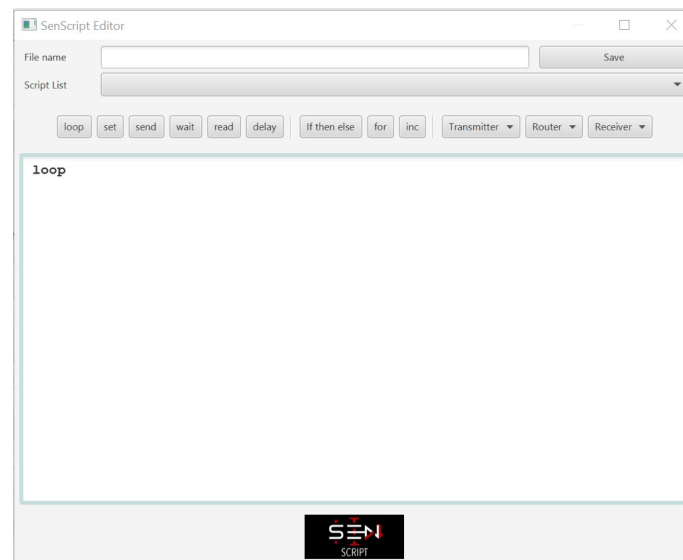 SenScript Editor
File name Save
Script List
loop set send wait read delay If then else for inc Transmitter Router Receiver
loop
SEN
SCRIPT